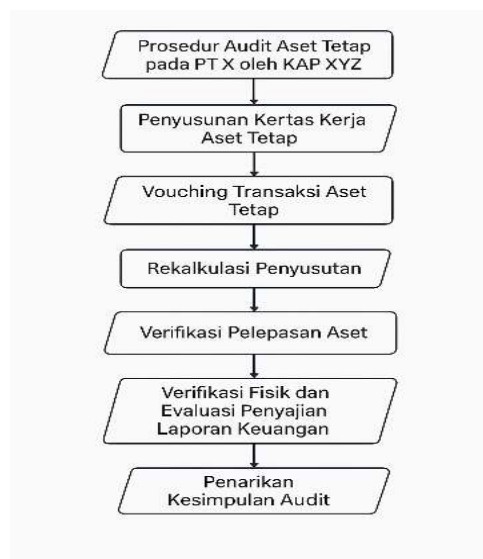 Prosedur Audit Aset Tetap
pada PT X oleh KAP XYZ
Penyusunan Kertas Kerja
Aset Tetap
Vouching Transaksi Aset
Tetap
Rekalkulasi Penyusutan
Verifikasi Pelepasan Aset
Verifikasi Fisik dan
Evaluasi Penyajian
Laporan Keuangan
Penarikan
Kesimpulan Audit